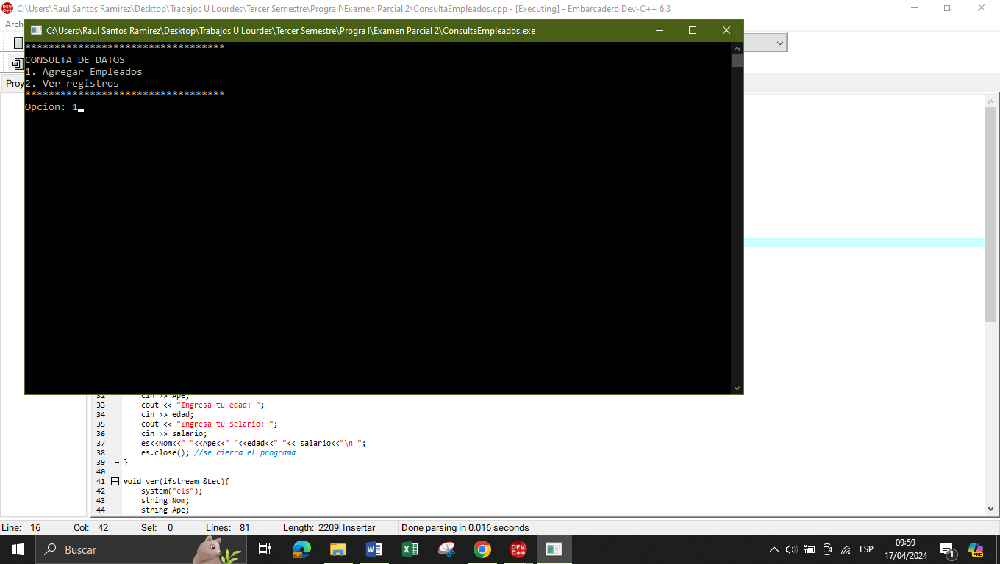 C:\Users\Raul Santos Ramirez\Desktop\Trabajos U Lourdes\Tercer Semestre\Progra I\Examen Parcial 2\ConsultaEmpleados.cpp - [Executing] - Embarcadero Dev-C++ 6.3
Arch
C:\Users\Raul Santos Ramirez\Desktop\Trabajos U Lourdes\Tercer Semestre\Progra I\Examen Parcial 2\ConsultaEmpleados.exe
**********************************
CONSULTA DE DATOS
1. Agregar Empleados
Proy
2. Ver registros
**********************************
Opcion: 1
32 cin >> Ape;
33 cout << "Ingresa tu edad: ";
34 cin >> edad;
35 cout << "Ingresa tu salario: ";
36 cin >> salario;
37 es<<Nom<<" "<<Ape<<" "<<edad<<" "<< salario<<"\n ";
38 es.close(); //se cierra el programa
39 }
40
41 void ver(ifstream &Lec){
42 system("cls");
43 string Nom;
44 string Ape;
Line: 16 Col: 42 Sel: 0 Lines: 81 Length: 2209 Insertar Done parsing in 0.016 seconds
Buscar
DEV C++
ESP
09:59
17/04/2024
1
PRE